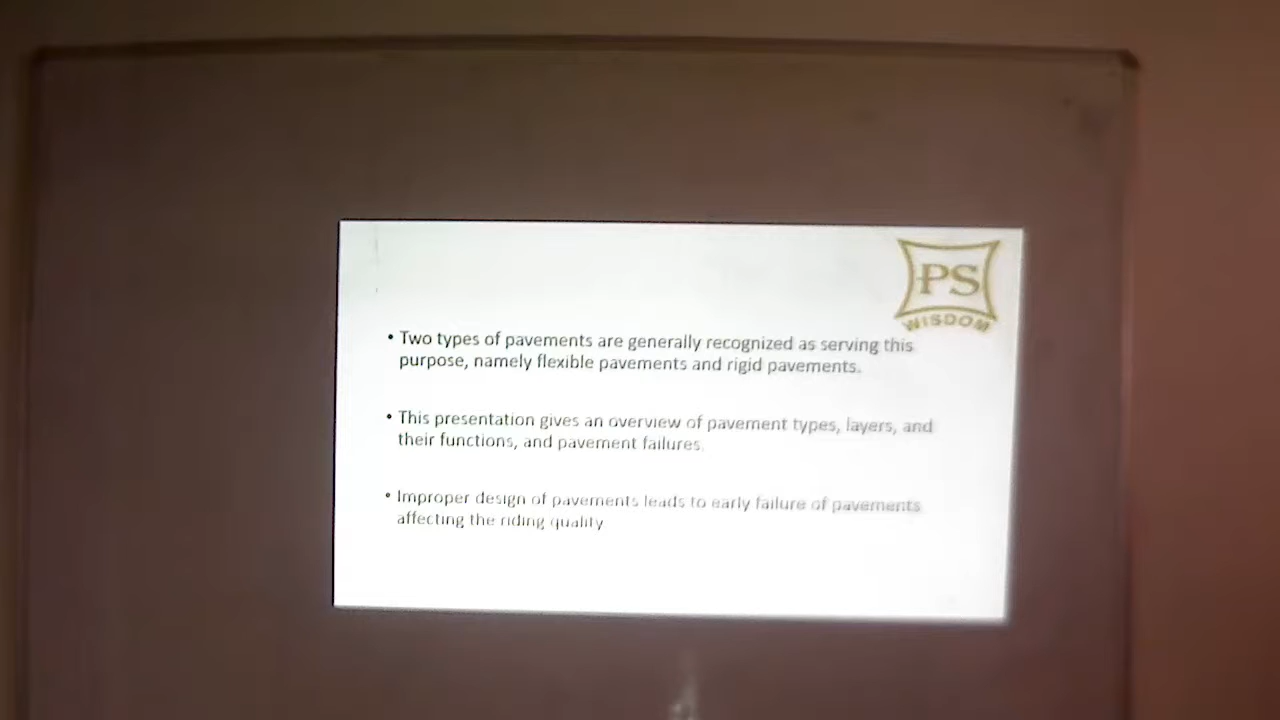 PS
WISDOM
• Two types of pavements are generally recognized as serving this
purpose, namely flexible pavements and rigid pavements.
• This presentation gives an overview of pavement types, layers, and
their functions, and pavement failures.
• Improper design of pavements leads to early failure of pavements
affecting the riding quality